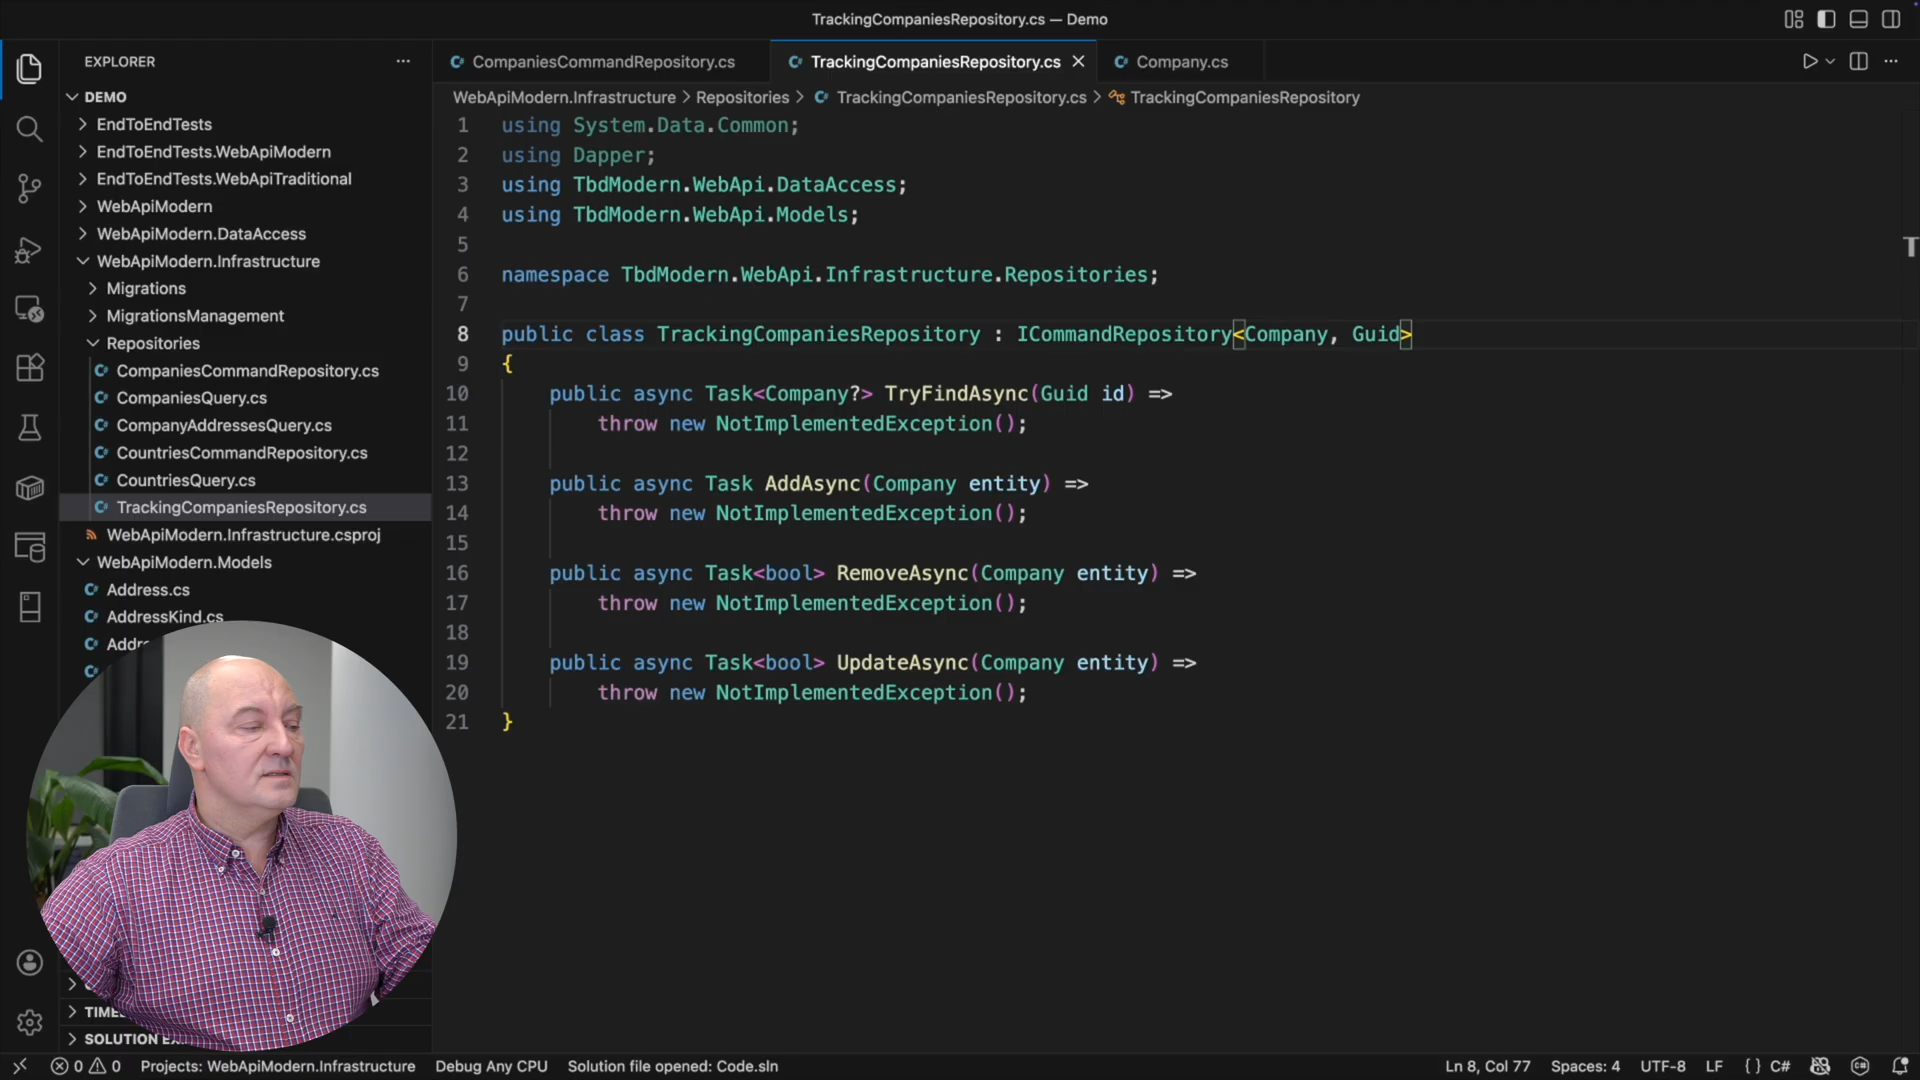 TrackingCompaniesRepository.cs — Demo
EXPLORER
CompaniesCommandRepository.cs
TrackingCompaniesRepository.cs
Company.cs
WebApiModern.Infrastructure > Repositories > TrackingCompaniesRepository.cs > TrackingCompaniesRepository
DEMO
EndToEndTests
EndToEndTests.WebApiModern
EndToEndTests.WebApiTraditional
WebApiModern
WebApiModern.DataAccess
WebApiModern.Infrastructure
Migrations
MigrationsManagement
Repositories
CompaniesCommandRepository.cs
CompaniesQuery.cs
CompanyAddressesQuery.cs
CountriesCommandRepository.cs
CountriesQuery.cs
TrackingCompaniesRepository.cs
WebApiModern.Infrastructure.csproj
WebApiModern.Models
Address.cs
AddressKind.cs
SOLUTION
1 using System.Data.Common;
2 using Dapper;
3 using TbdModern.WebApi.DataAccess;
4 using TbdModern.WebApi.Models;
5
6 namespace TbdModern.WebApi.Infrastructure.Repositories;
7
8 public class TrackingCompaniesRepository : ICommandRepository<Company, Guid>
9 {
10 public async Task<Company?> TryFindAsync(Guid id) =>
11 throw new NotImplementedException();
12
13 public async Task AddAsync(Company entity) =>
14 throw new NotImplementedException();
15
16 public async Task<bool> RemoveAsync(Company entity) =>
17 throw new NotImplementedException();
18
19 public async Task<bool> UpdateAsync(Company entity) =>
20 throw new NotImplementedException();
21 }
0 0 Projects: WebApiModern.Infrastructure Debug Any CPU Solution file opened: Code.sln Ln 8, Col 77 Spaces: 4 UTF-8 LF { } C#